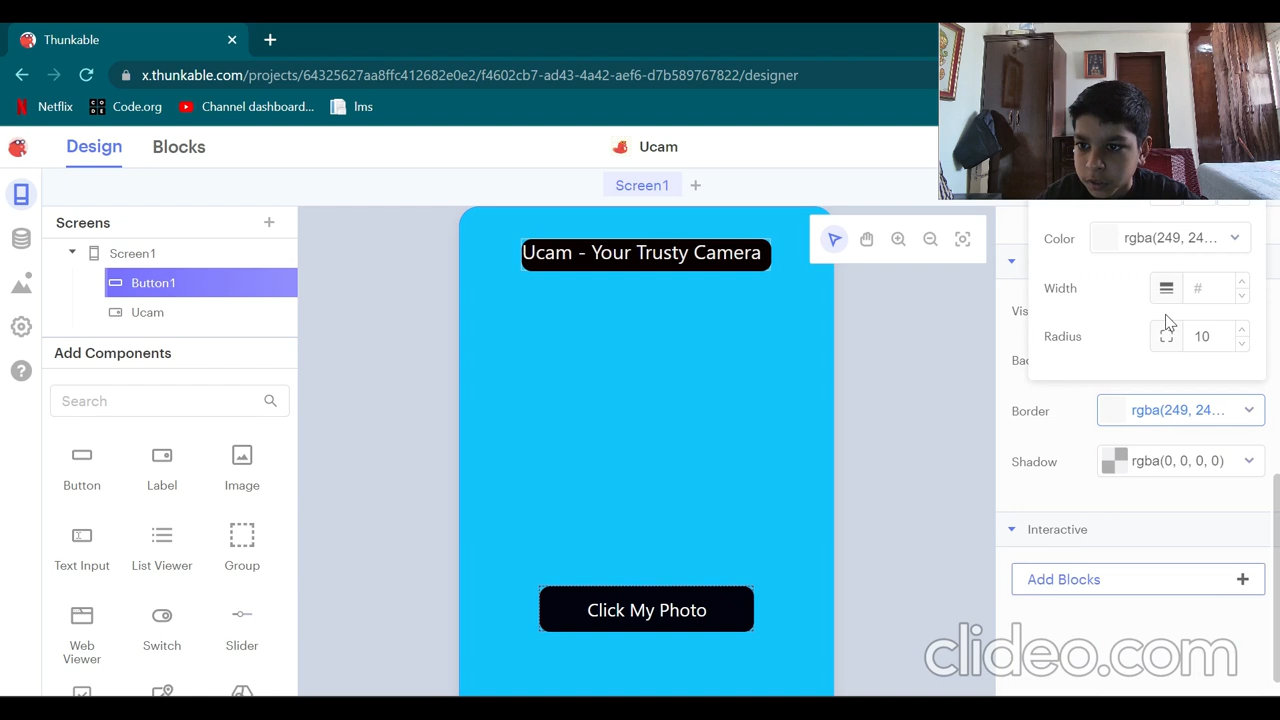 Thunkable
x.thunkable.com/projects/64325627aa8ffc412682e0e2/f4602cb7-ad43-4a42-aef6-d7b589767822/designer
Netflix
Code.org
Channel dashboard...
lms
Design
Blocks
Ucam
Screen1
Screens
Screen1
Button1
Ucam
Add Components
Search
Button
Label
Image
Text Input
List Viewer
Group
Web Viewer
Switch
Slider
Ucam - Your Trusty Camera
Click My Photo
Color
rgba(249, 24...
Width
#
Radius
10
Border
rgba(249, 24...
Shadow
rgba(0, 0, 0, 0)
Interactive
Add Blocks
clideo.com